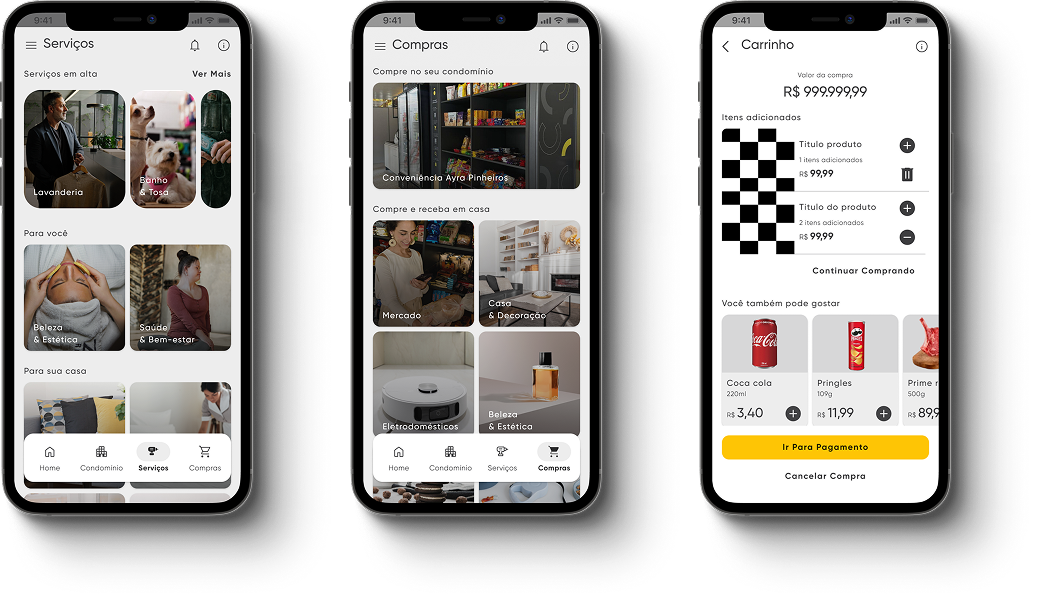 9:41
Serviços
Serviços em alta
Ver Mais
Lavanderia
Banho
& Tosa
Para você
Beleza
& Estética
Saúde
& Bem-estar
Para sua casa
Home
Condomínio
Serviços
Compras
9:41
Compras
Compre no seu condomínio
Conveniência Ayra Pinheiros
Compre e receba em casa
Mercado
Casa
& Decoração
Eletrodomésticos
Beleza
& Estética
Home
Condomínio
Serviços
Compras
9:41
Carrinho
Valor da compra
R$ 999.999,99
Itens adicionados
Titulo produto
1 itens adicionados
R$ 99,99
Titulo do produto
2 itens adicionados
R$ 99,99
Continuar Comprando
Você também pode gostar
Coca-Cola
Coca cola
220ml
R$ 3,40
Pringles
Pringles
109g
R$ 11,99
Prime r
500g
R$ 89,9
Ir Para Pagamento
Cancelar Compra